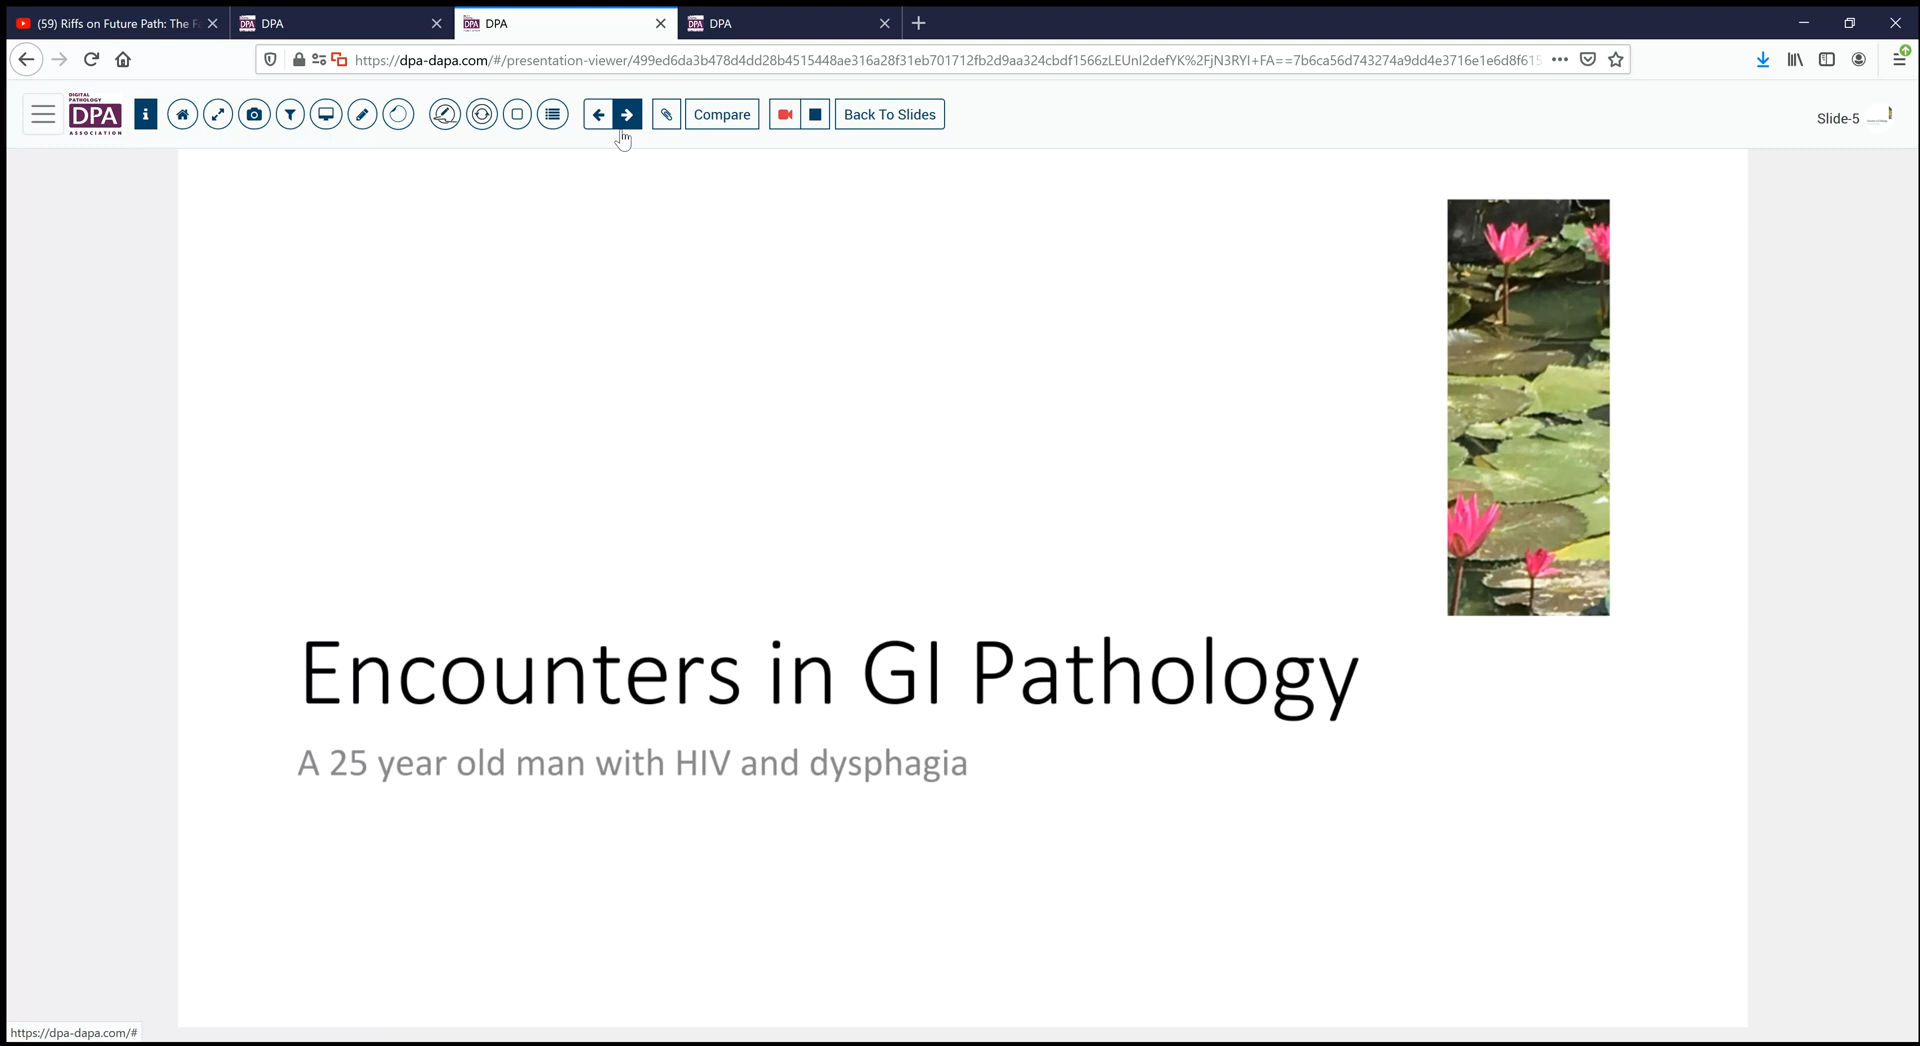 (59) Riffs on Future Path: The F
DPA
DPA
DPA
https://dpa-dapa.com/#/presentation-viewer/499ed6da3b478d4dd28b4515448ae316a28f31eb701712fb2d9aa324cbdf1566zLEUnI2defYK%2FjN3RYI+FA==7b6ca56d743274a9dd4e3716e1e6d8f615
DIGITAL PATHOLOGY
DPA
ASSOCIATION
Compare
Back To Slides
Slide-5
Encounters in GI Pathology
A 25 year old man with HIV and dysphagia
https://dpa-dapa.com/#